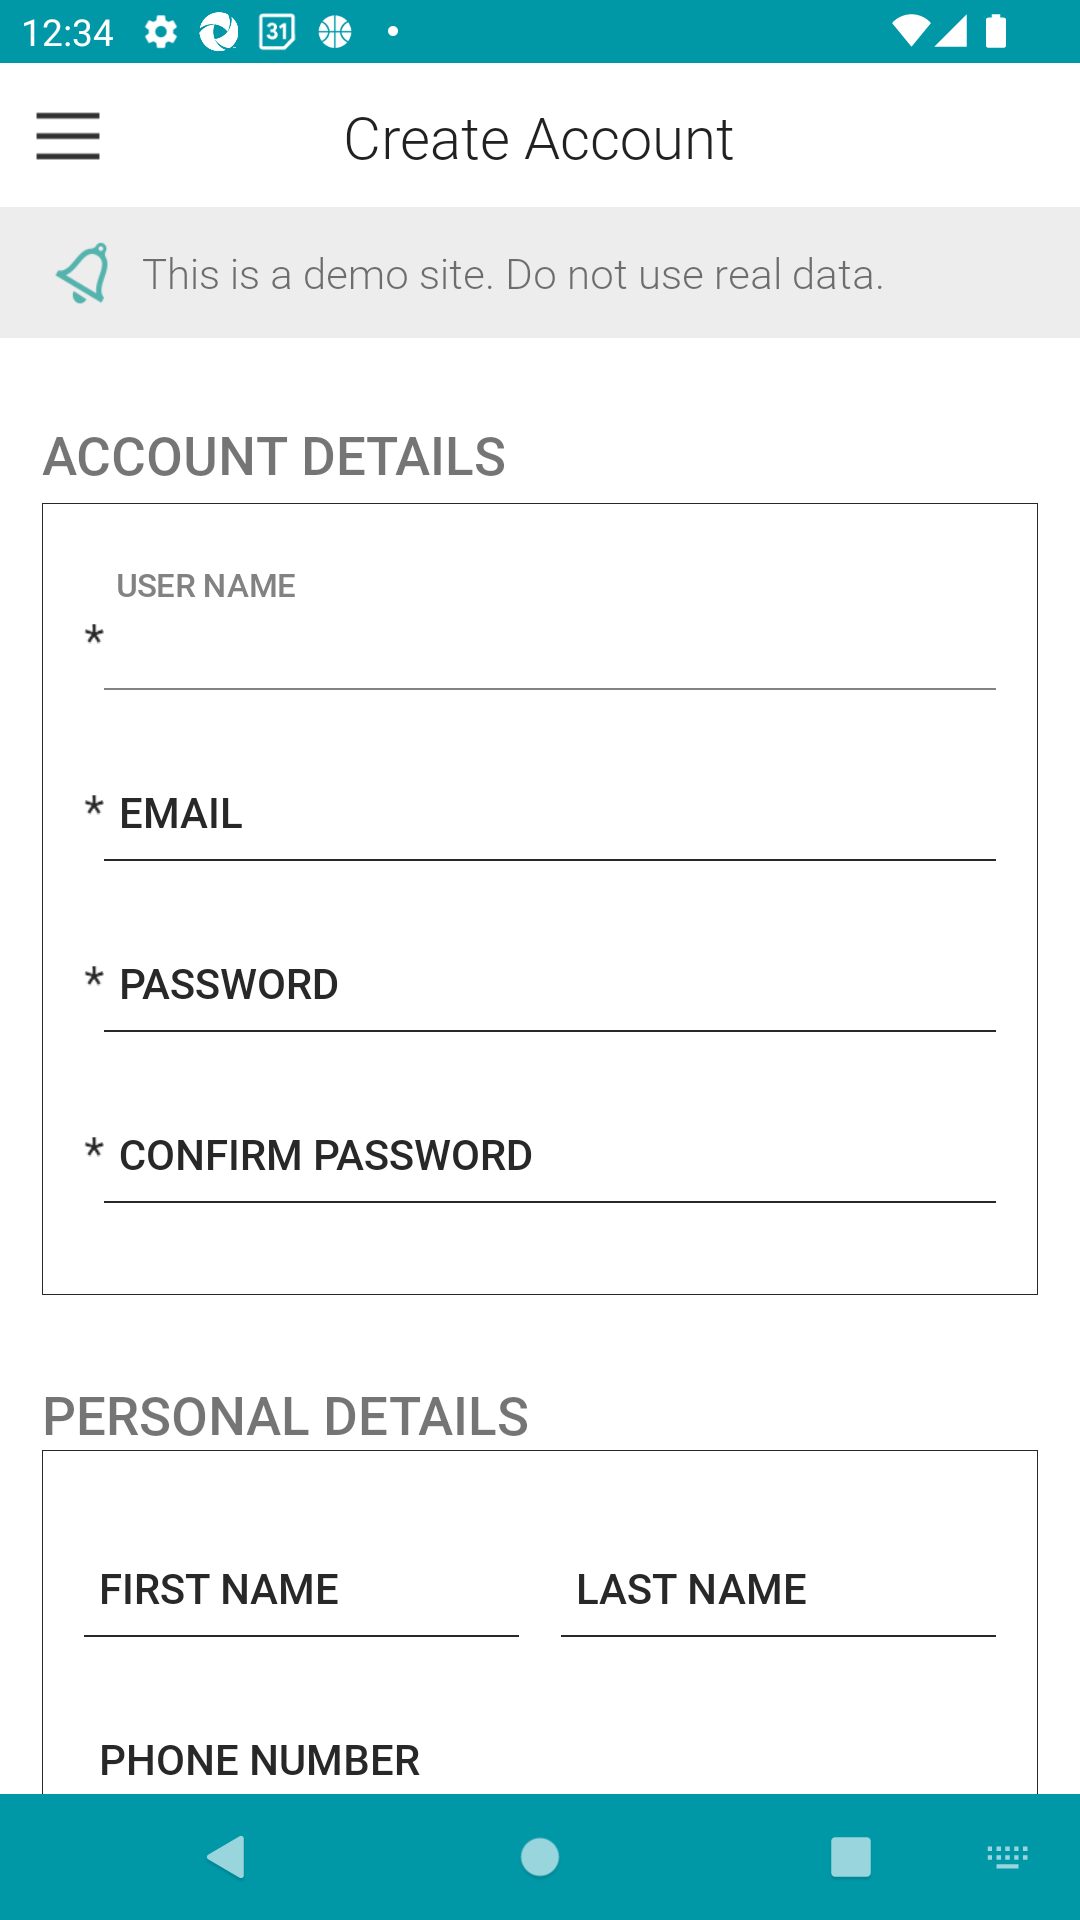 12:34 31
Create Account
This is a demo site. Do not use real data.
ACCOUNT DETAILS
USER NAME
*
* EMAIL
* PASSWORD
* CONFIRM PASSWORD
PERSONAL DETAILS
FIRST NAME LAST NAME
PHONE NUMBER